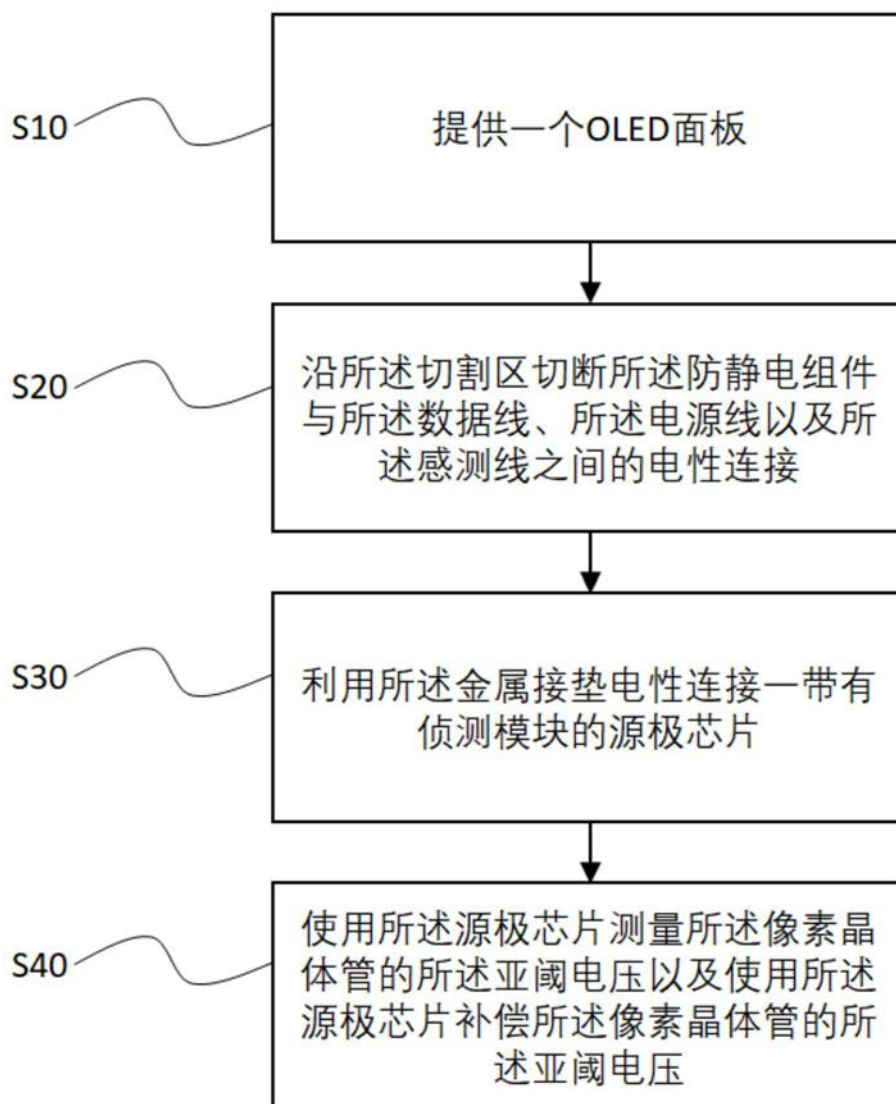 S10
提供一个OLED面板
S20
沿所述切割区切断所述防静电组件
与所述数据线、所述电源线以及所
述感测线之间的电性连接
S30
利用所述金属接垫电性连接一带有
侦测模块的源极芯片
S40
使用所述源极芯片测量所述像素晶
体管的所述亚阈电压以及使用所述
源极芯片补偿所述像素晶体管的所
述亚阈电压